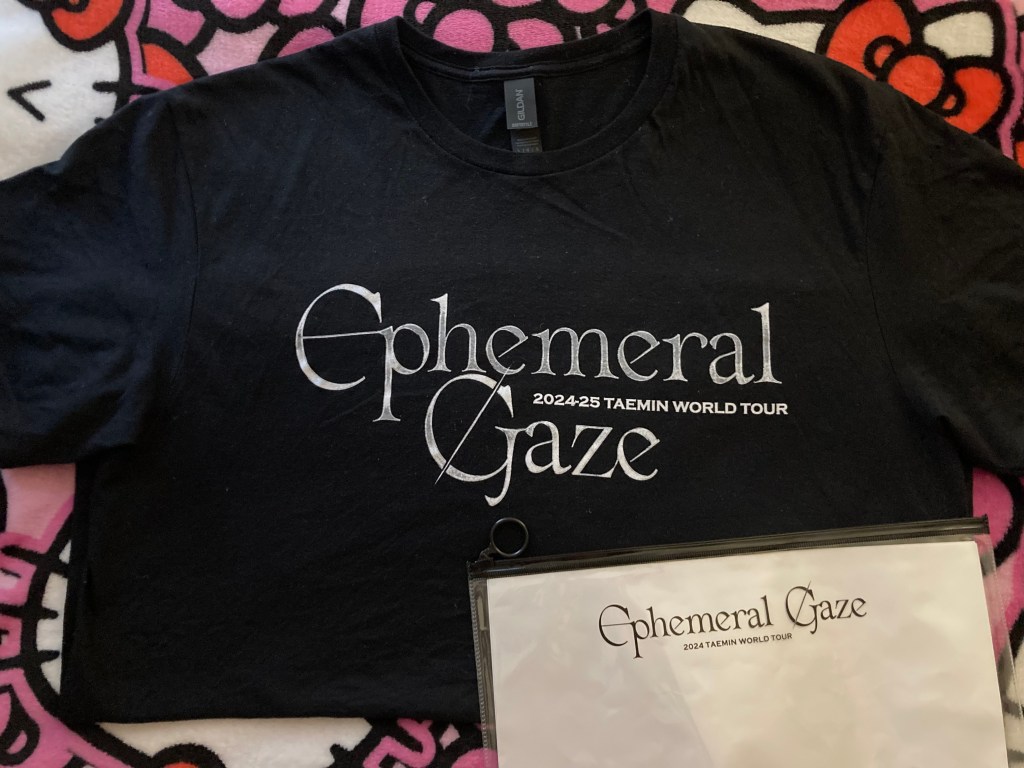 GILDAN
Ephemeral
2024-25 TAEMIN WORLD TOUR
Gaze
Ephemeral Gaze
2024 TAEMIN WORLD TOUR